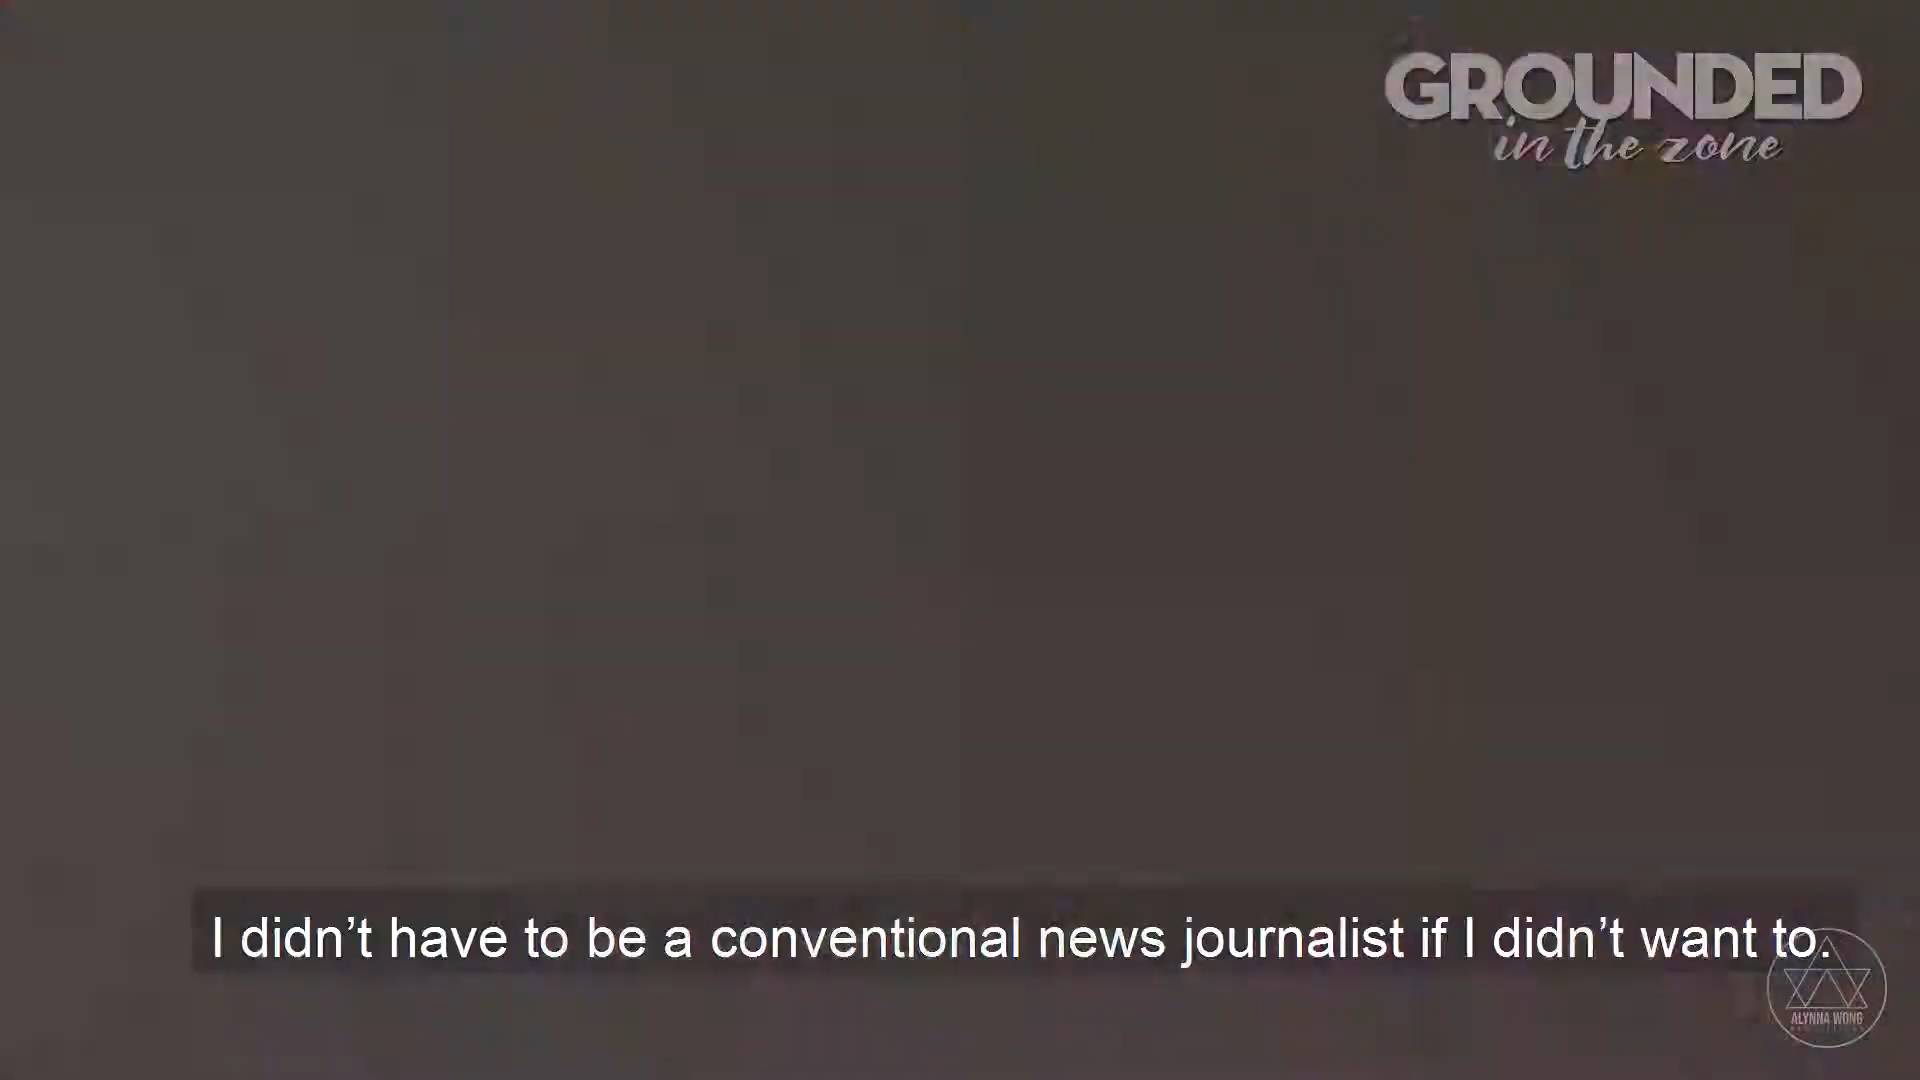 GROUNDED
in the zone
I didn’t have to be a conventional news journalist if I didn’t want to.
ALYNNA WONG